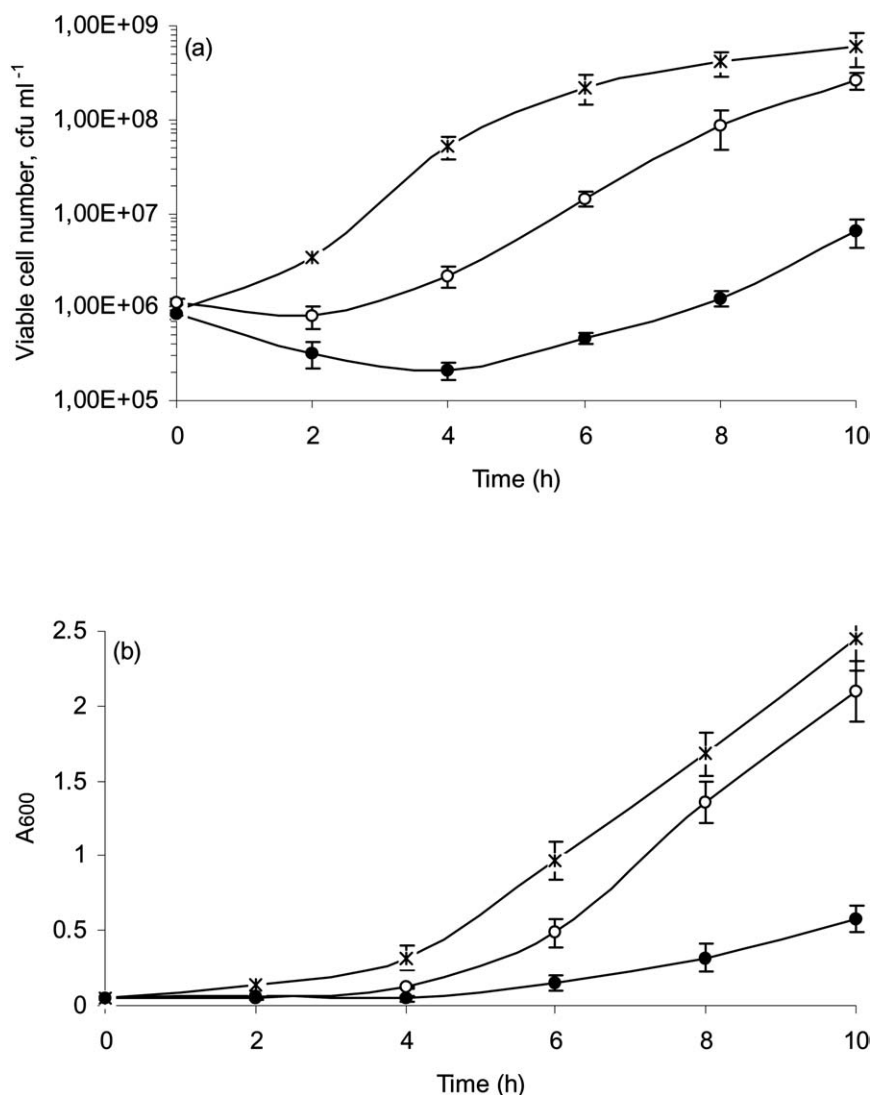 (a)
Viable cell number, cfu ml⁻¹
1,00E+09
1,00E+08
1,00E+07
1,00E+06
1,00E+05
0 2 4 6 8 10
Time (h)
(b)
A600
2.5
2
1.5
1
0.5
0
0 2 4 6 8 10
Time (h)